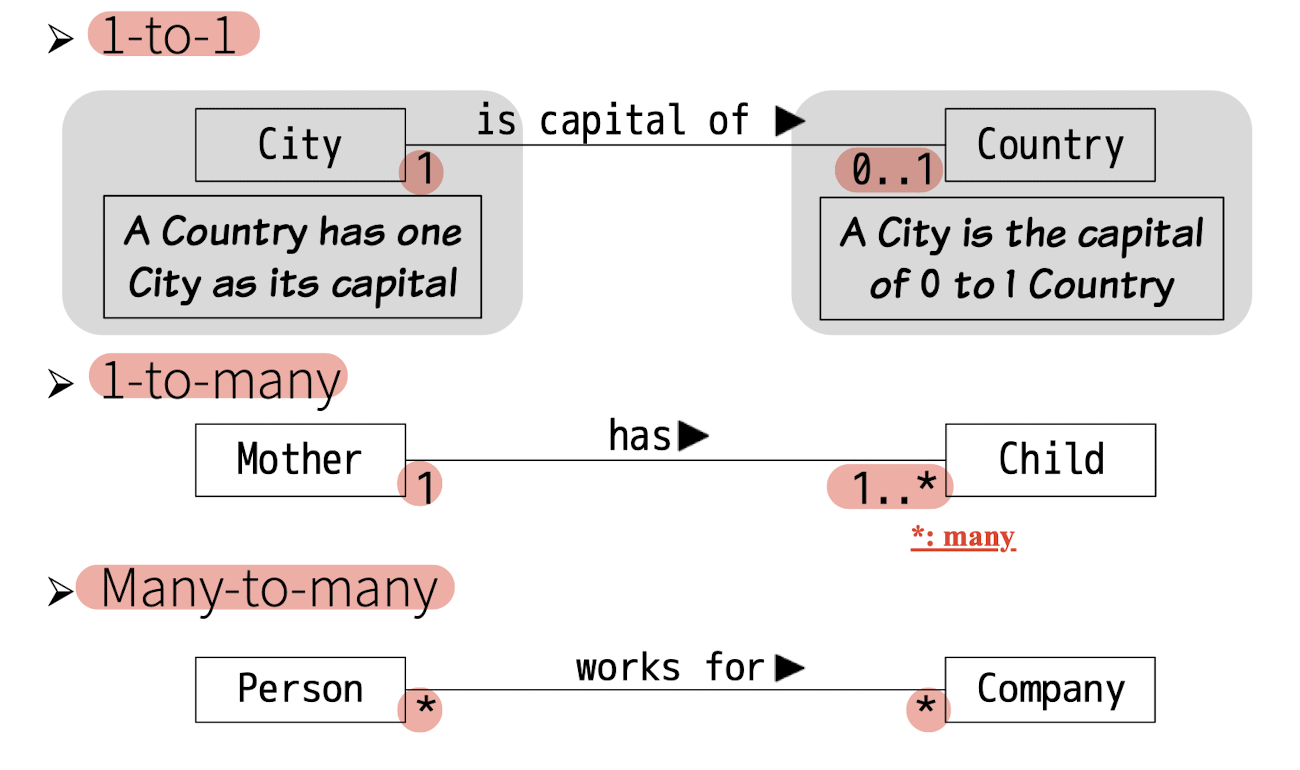 ➢ 1-to-1
is capital of ▶
City
Country
1
0..1
A Country has one
City as its capital
A City is the capital
of 0 to 1 Country
➢ 1-to-many
has▶
Mother
Child
1
1..*
*: many
➢ Many-to-many
works for▶
Person
Company
*
*